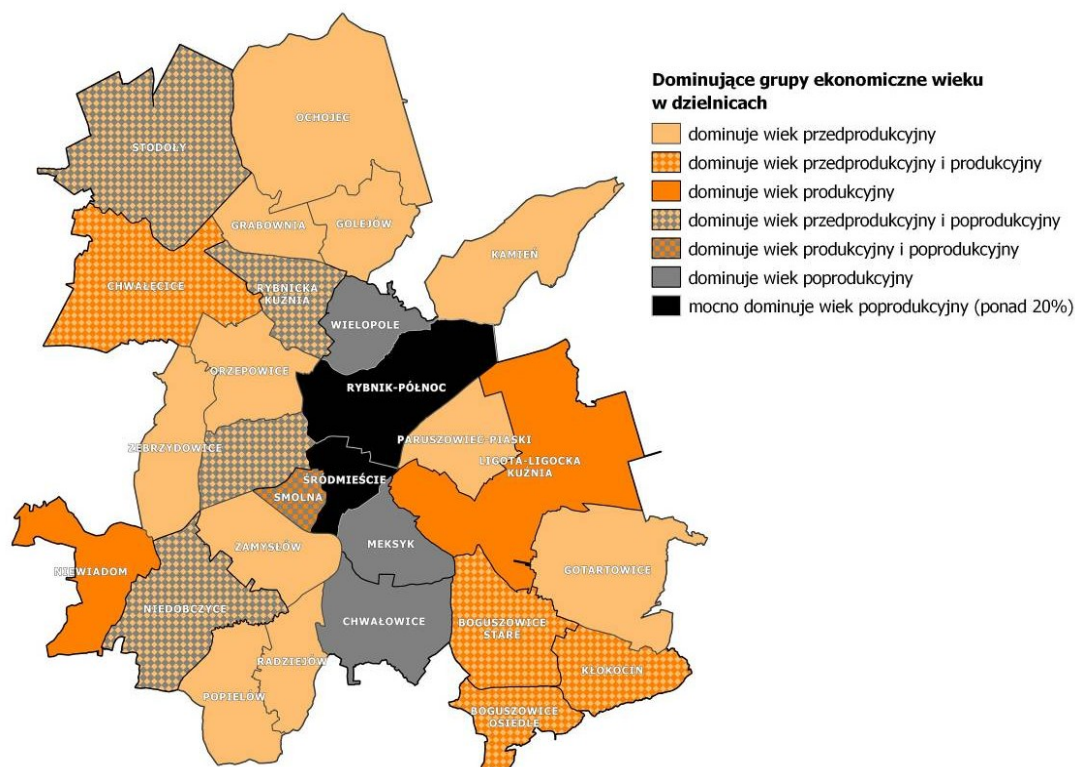 Dominujące grupy ekonomiczne wieku
w dzielnicach
dominuje wiek przedprodukcyjny
dominuje wiek przedprodukcyjny i produkcyjny
dominuje wiek produkcyjny
dominuje wiek przedprodukcyjny i poprodukcyjny
dominuje wiek produkcyjny i poprodukcyjny
dominuje wiek poprodukcyjny
mocno dominuje wiek poprodukcyjny (ponad 20%)
OCHOJEC
STODOŁY
GRABOWNIA
GOLEJÓW
KAMIEŃ
CHWAŁĘCICE
RYBNICKA
KUŹNIA
WIELOPOLE
ORZEPOWICE
RYBNIK-PÓŁNOC
PARUSZOWIEC-PIASKI
ZEBRZYDOWICE
LIGOTA-LIGOCKA
KUŹNIA
ŚRÓDMIEŚCIE
SMOLNA
ZAMYSŁÓW
MEKSYK
NIEWIADOM
GOTARTOWICE
NIEDOBCZYCE
CHWAŁOWICE
BOGUSZOWICE
STARE
RADZIEJÓW
KŁOKOCIN
POPIELÓW
BOGUSZOWICE
OSIEDLE